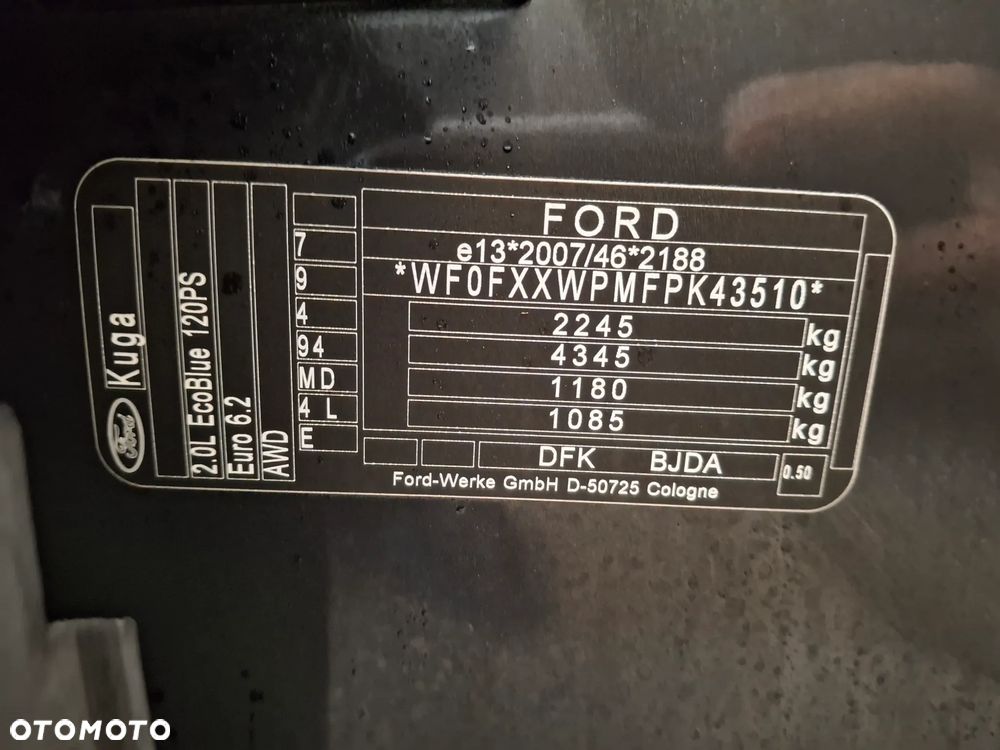 FORD
e13*2007/46*2188
*WF0FXXWPMFPK43510*
2245 kg
4345 kg
1180 kg
1085 kg
DFK BJDA
0.50
Ford-Werke GmbH D-50725 Cologne
7
9
4
94
MD
4 L
E
Ford
Kuga
2.0L EcoBlue 120PS
Euro 6.2
AWD
OTOMOTO